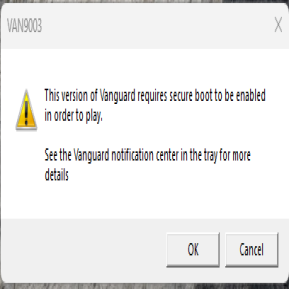 VAN9003
This version of Vanguard requires secure boot to be enabled
in order to play.
See the Vanguard notification center in the tray for more
details
OK
Cancel